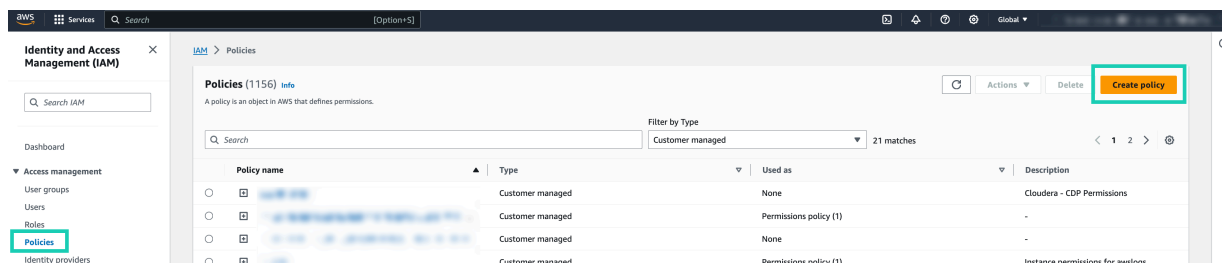 aws Services Search [Option+S] Global
Identity and Access Management (IAM)
Search IAM
Dashboard
Access management
User groups
Users
Roles
Policies
Identity providers
IAM > Policies
Policies (1156) Info
A policy is an object in AWS that defines permissions.
Actions Delete Create policy
Filter by Type
Search Customer managed 21 matches 1 2
Policy name Type Used as Description
Customer managed None Cloudera - CDP Permissions
Customer managed Permissions policy (1) -
Customer managed None -
Customer managed Permissions policy (1) Instance permissions for awslogs